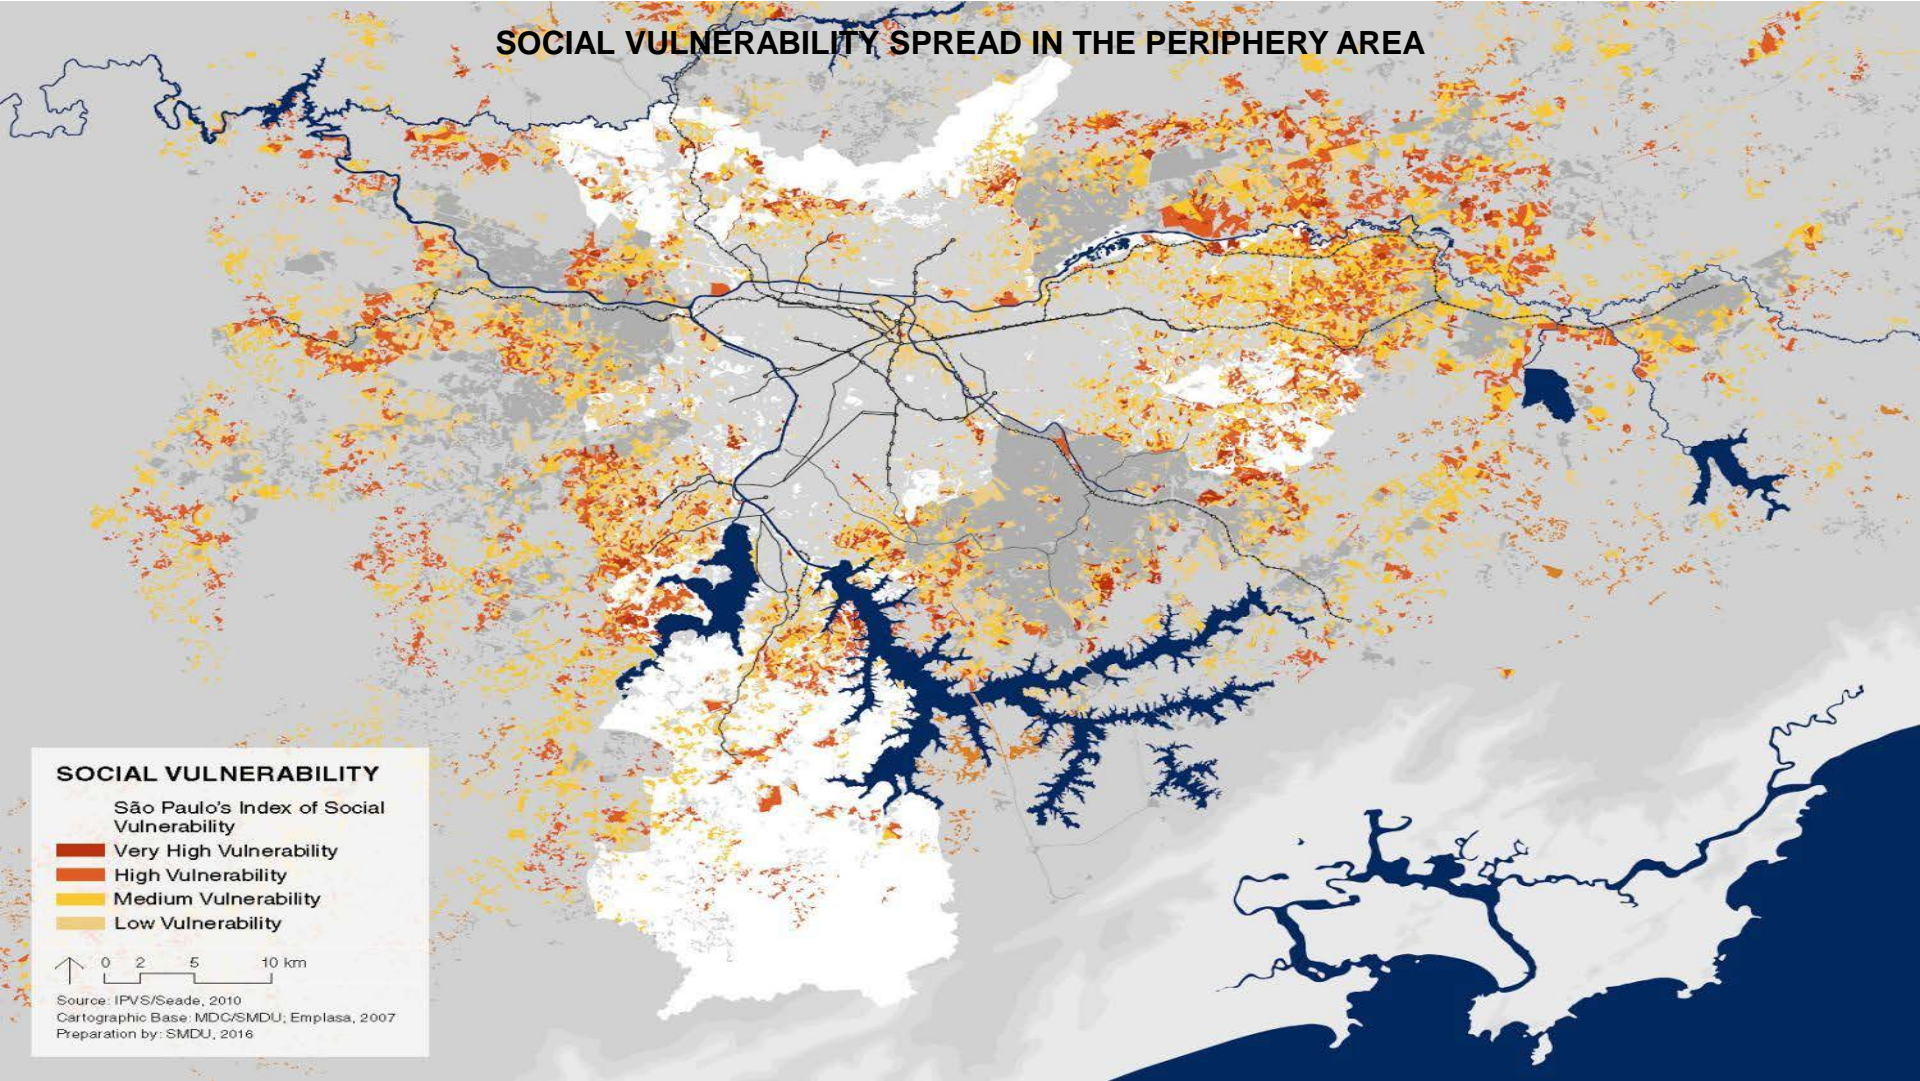 SOCIAL VULNERABILITY SPREAD IN THE PERIPHERY AREA
SOCIAL VULNERABILITY
São Paulo's Index of Social
Vulnerability
Very High Vulnerability
High Vulnerability
Medium Vulnerability
Low Vulnerability
0 2 5 10 km
Source: IPVS/Seade, 2010
Cartographic Base: MDC/SMDU; Emplasa, 2007
Preparation by: SMDU, 2016